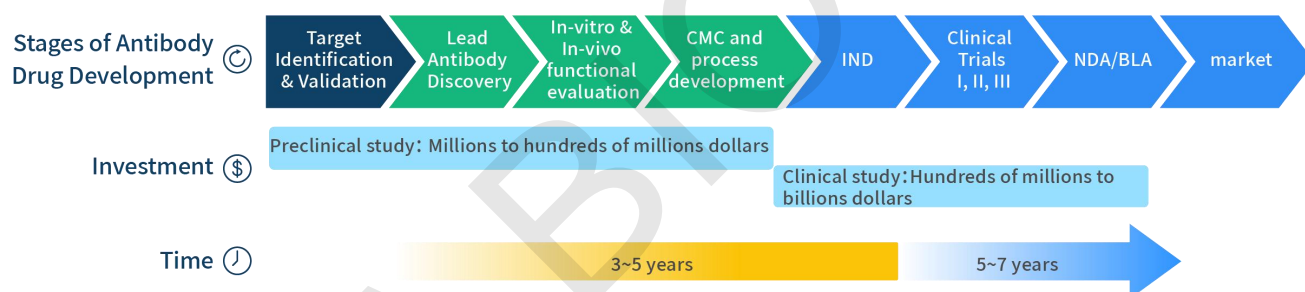 Stages of Antibody
Drug Development
Target
Identification
& Validation
Lead
Antibody
Discovery
In-vitro &
In-vivo
functional
evaluation
CMC and
process
development
IND
Clinical
Trials
I, II, III
NDA/BLA
market
Investment $
Preclinical study: Millions to hundreds of millions dollars
Clinical study:Hundreds of millions to
billions dollars
Time
3~5 years
5~7 years
BIO